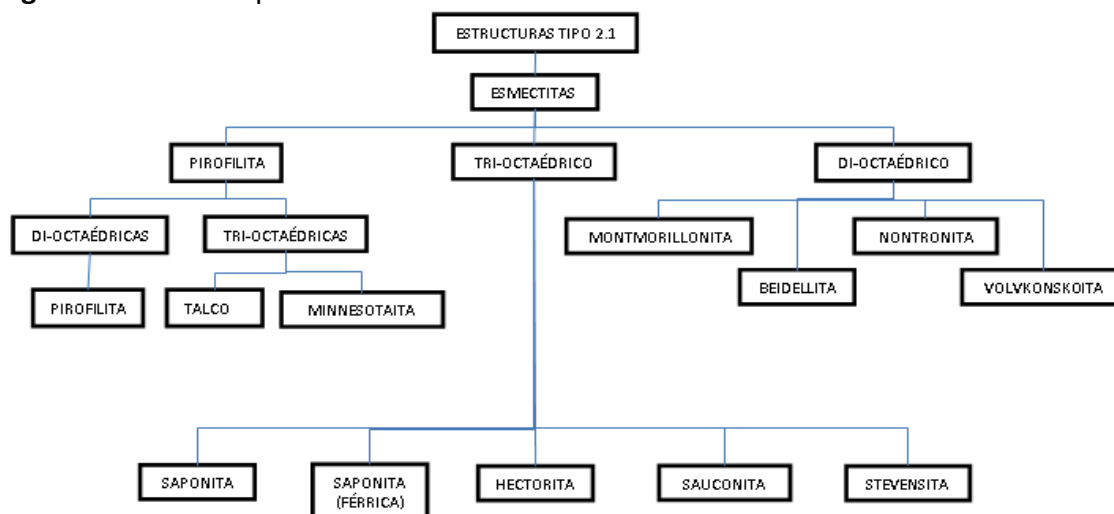 ESTRUCTURAS TIPO 2.1
ESMECTITAS
PIROFILITA
TRI-OCTAÉDRICO
DI-OCTAÉDRICO
DI-OCTAÉDRICAS
TRI-OCTAÉDRICAS
MONTMORILLONITA
NONTRONITA
BEIDELLITA
VOLVKONSKOITA
PIROFILITA
TALCO
MINNESOTAITA
SAPONITA
SAPONITA
(FÉRRICA)
HECTORITA
SAUCONITA
STEVENSITA